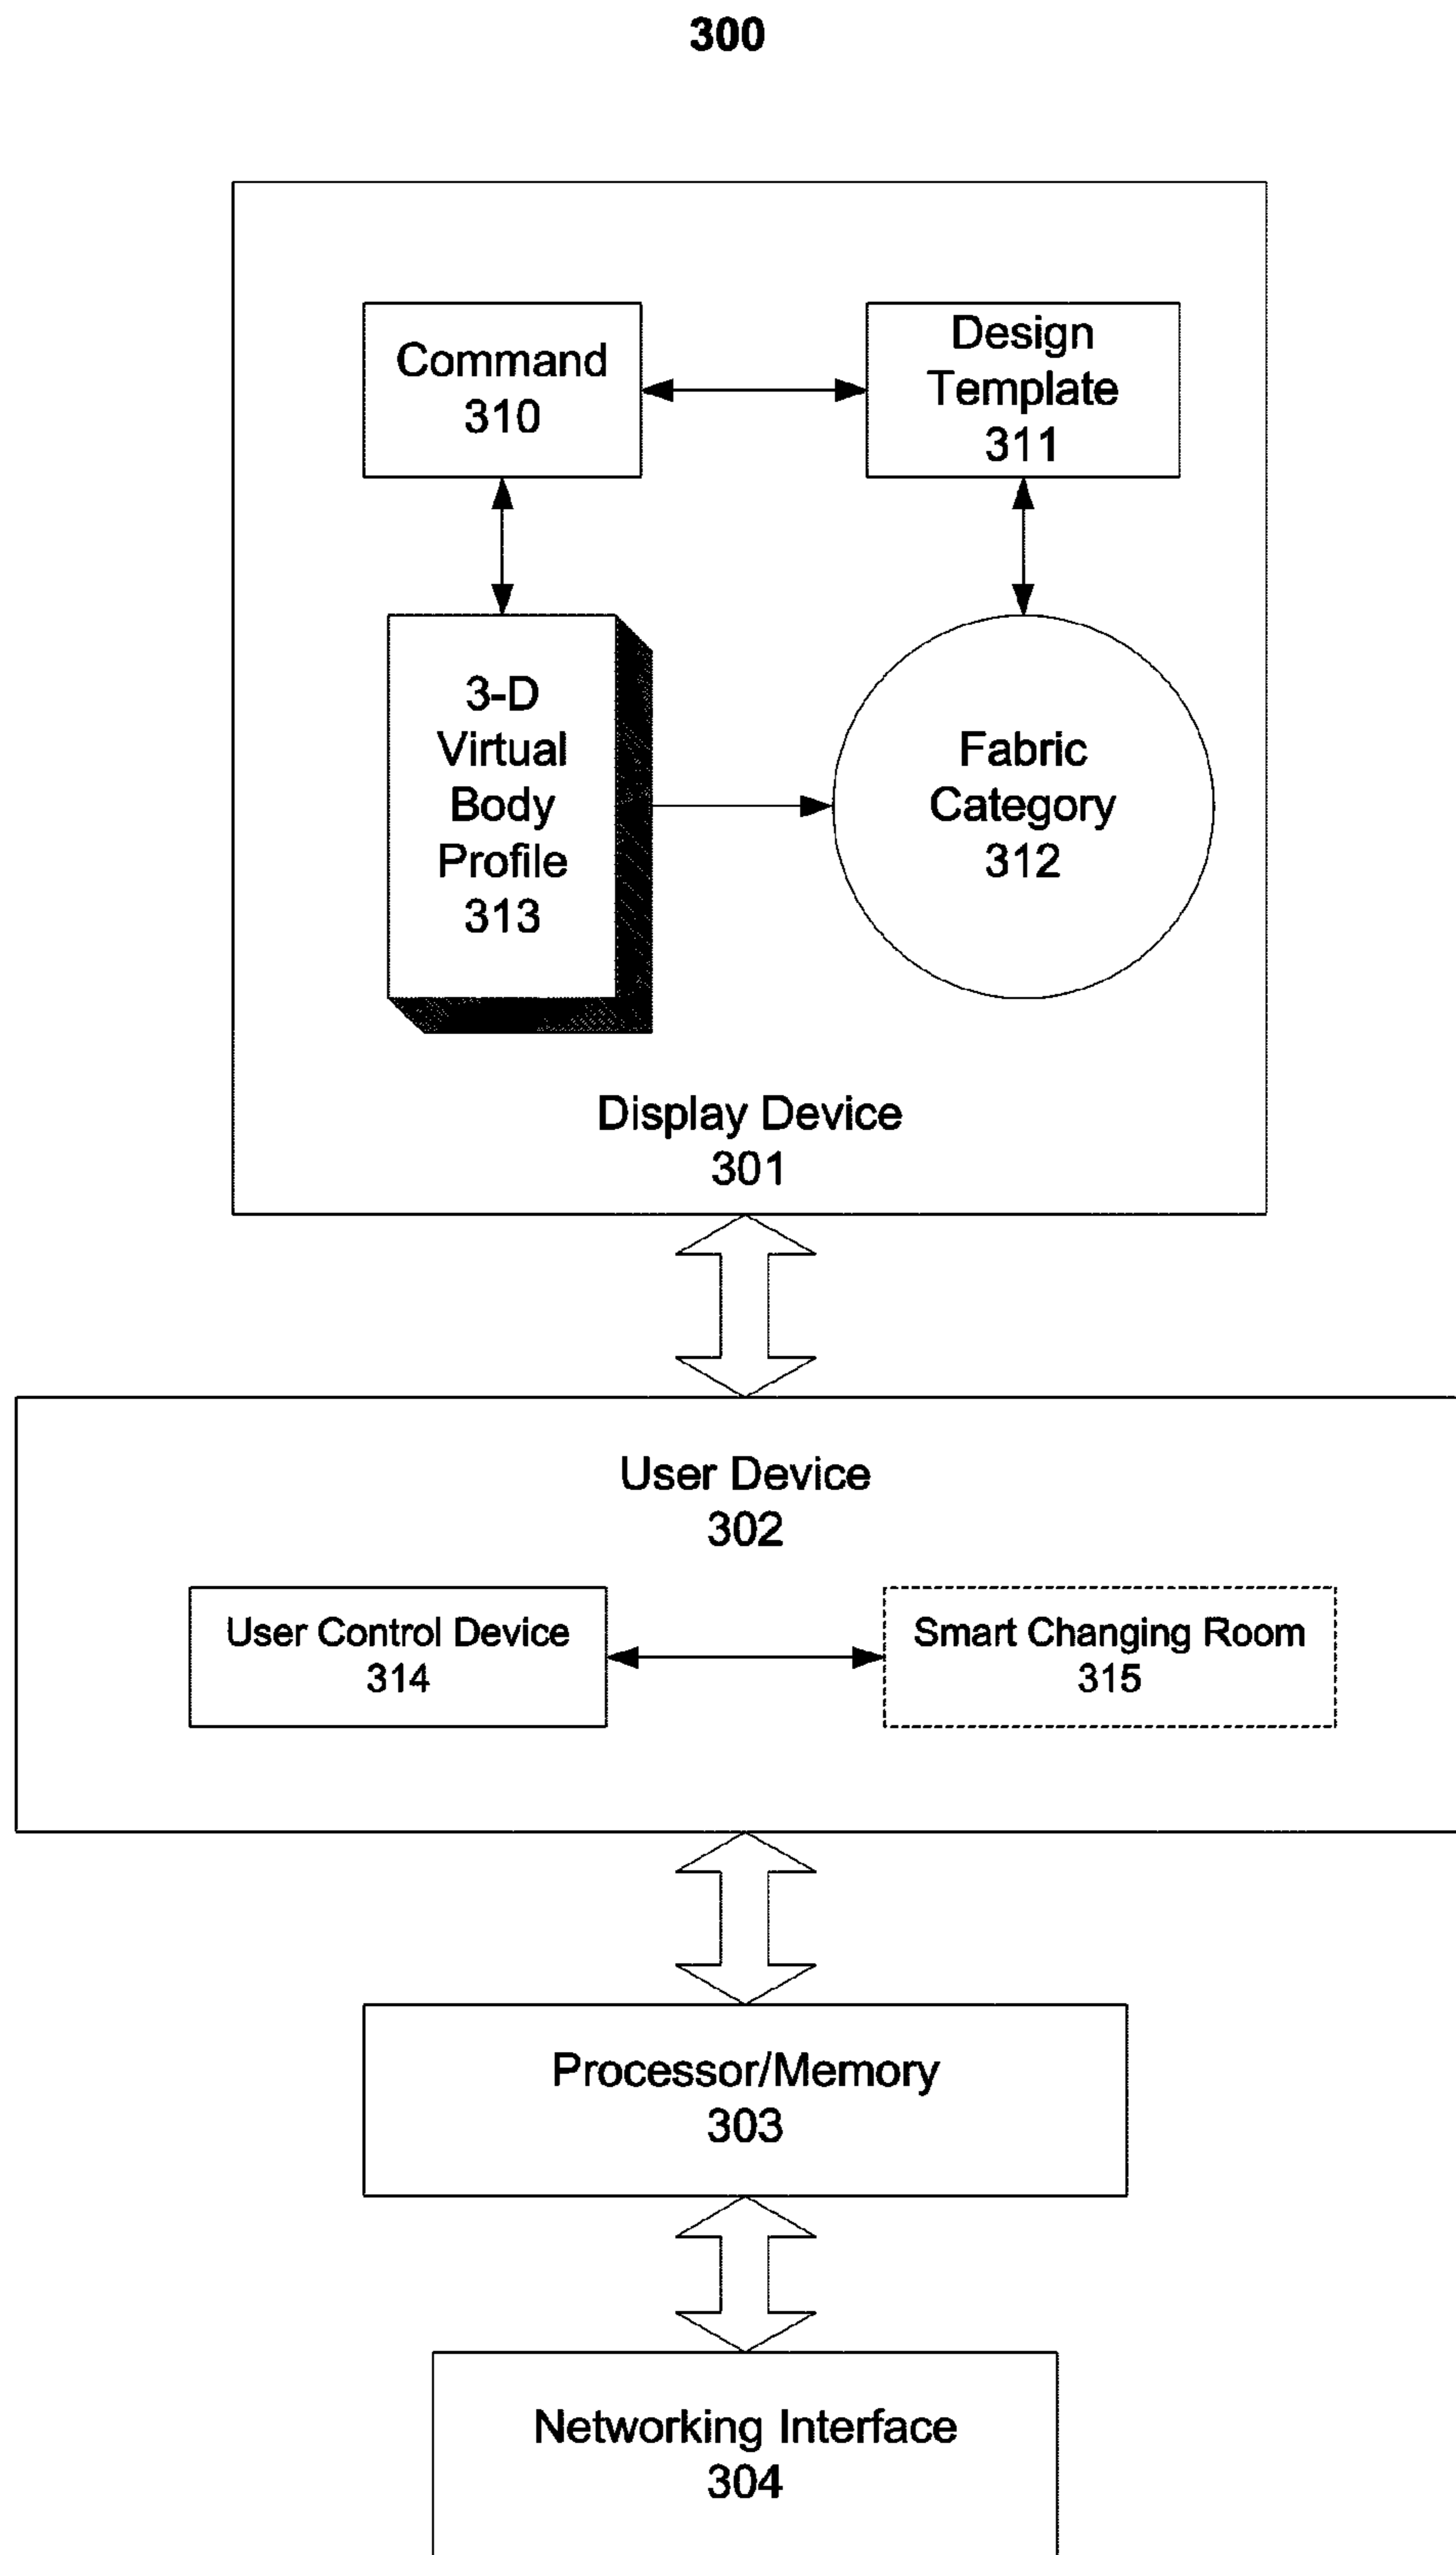 300
Command
310
Design
Template
311
3-D
Virtual
Body
Profile
313
Fabric
Category
312
Display Device
301
User Device
302
User Control Device
314
Smart Changing Room
315
Processor/Memory
303
Networking Interface
304